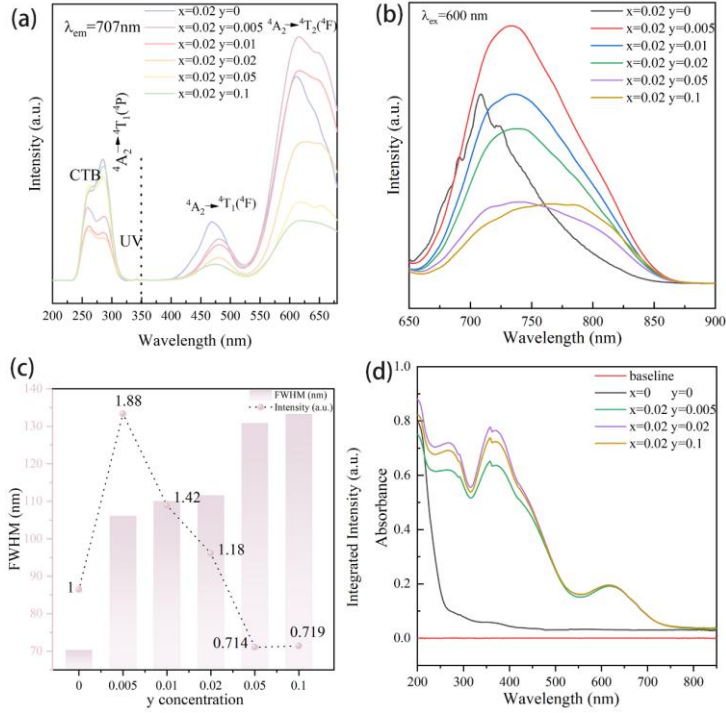 (a)
λem=707nm
⁴A₂→⁴T₂(⁴F)
x=0.02 y=0
x=0.02 y=0.005
x=0.02 y=0.01
x=0.02 y=0.02
x=0.02 y=0.05
x=0.02 y=0.1
⁴A₂→⁴T₁(⁴P)
CTB
UV
⁴A₂→⁴T₁(⁴F)
Intensity (a.u.)
200 250 300 350 400 450 500 550 600 650
Wavelength (nm)
(b)
λex=600 nm
x=0.02 y=0
x=0.02 y=0.005
x=0.02 y=0.01
x=0.02 y=0.02
x=0.02 y=0.05
x=0.02 y=0.1
Intensity (a.u.)
650 700 750 800 850 900
Wavelength (nm)
(c)
FWHM (nm)
Intensity (a.u.)
140
130
120
110
100
90
80
70
FWHM (nm)
1
1.88
1.42
1.18
0.714
0.719
0 0.005 0.01 0.02 0.05 0.1
y concentration
Integrated Intensity (a.u.)
(d)
baseline
x=0 y=0
x=0.02 y=0.005
x=0.02 y=0.02
x=0.02 y=0.1
1.0
0.8
0.6
0.4
0.2
0.0
Absorbance
200 300 400 500 600 700 800
Wavelength (nm)